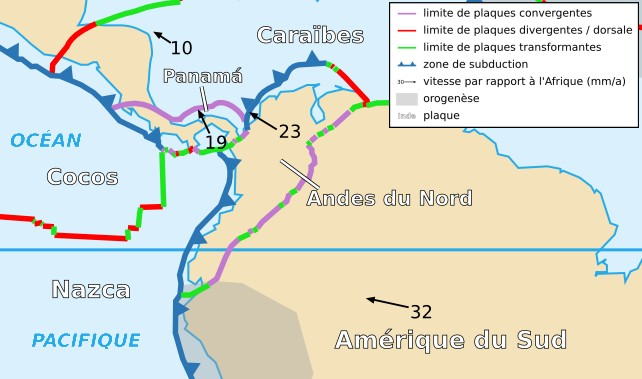 limite de plaques convergentes
limite de plaques divergentes / dorsale
limite de plaques transformantes
zone de subduction
30 vitesse par rapport à l'Afrique (mm/a)
orogenèse
Inde plaque
Caraïbes
10
Panamá
OCÉAN
19
23
Cocos
Andes du Nord
Nazca
32
PACIFIQUE
Amérique du Sud